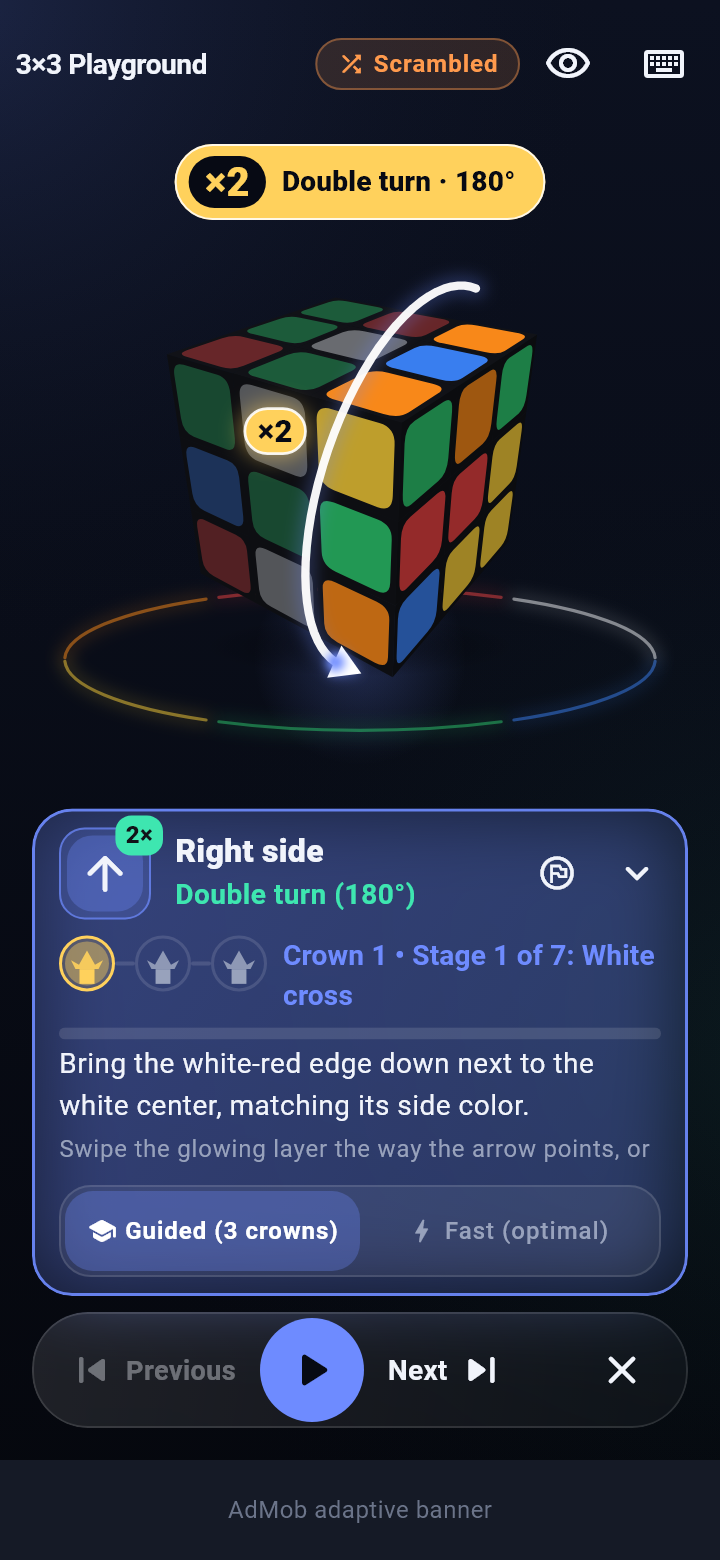 3×3 Playground
Scrambled
×2 Double turn · 180°
×2
2×
Right side
Double turn (180°)
Crown 1 • Stage 1 of 7: White
cross
Bring the white-red edge down next to the
white center, matching its side color.
Swipe the glowing layer the way the arrow points, or
Guided (3 crowns)
Fast (optimal)
Previous
Next
AdMob adaptive banner